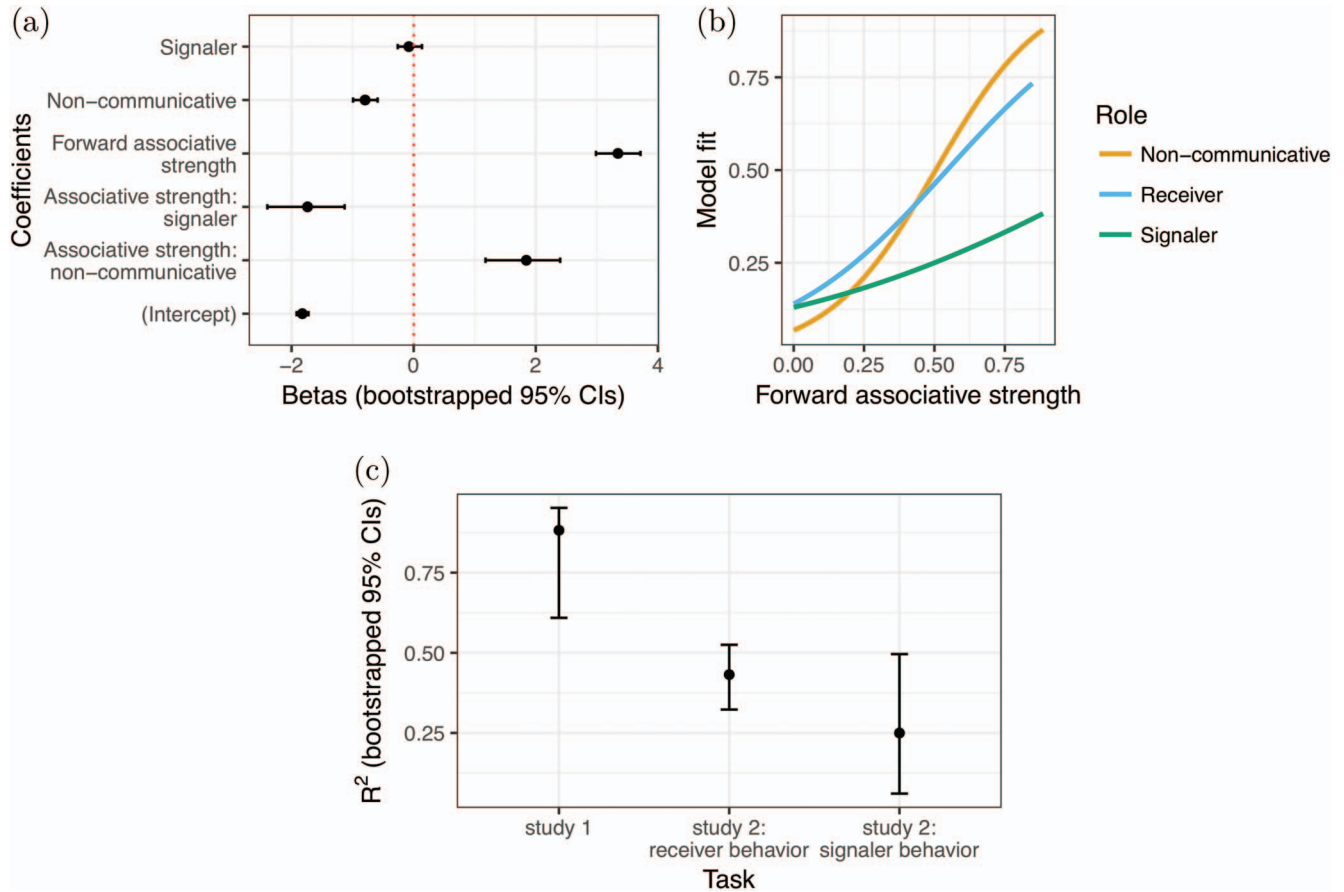 (a)
Coefficients
Signaler
Non−communicative
Forward associative
strength
Associative strength:
signaler
Associative strength:
non−communicative
(Intercept)
−2
0
2
4
Betas (bootstrapped 95% CIs)
(b)
Model fit
0.75
0.50
0.25
0.00
0.25
0.50
0.75
Forward associative strength
Role
Non−communicative
Receiver
Signaler
(c)
R² (bootstrapped 95% CIs)
0.75
0.50
0.25
study 1
study 2:
receiver behavior
study 2:
signaler behavior
Task